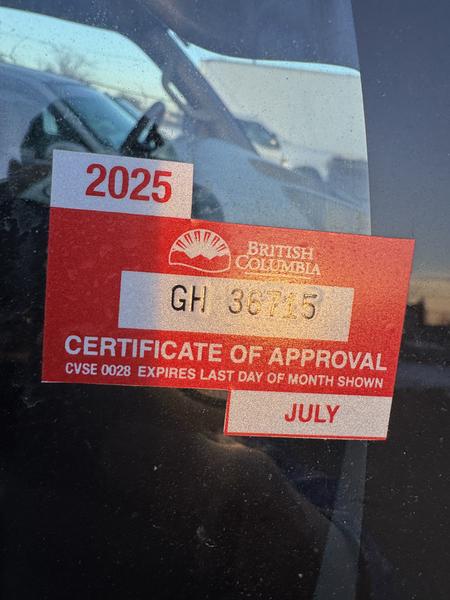 2025
BRITISH
COLUMBIA
GH 36715
CERTIFICATE OF APPROVAL
CVSE 0028 EXPIRES LAST DAY OF MONTH SHOWN
JULY